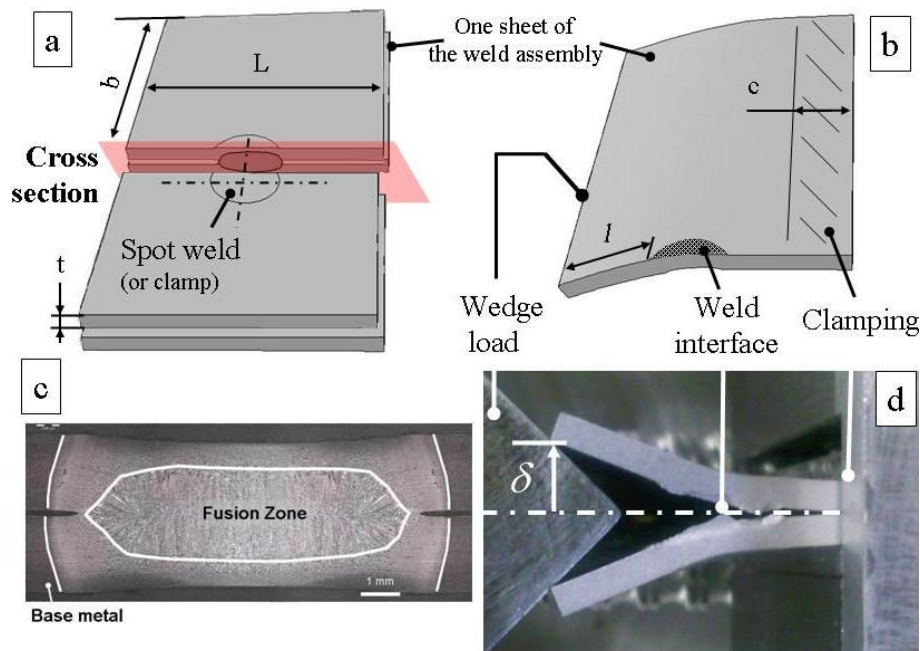 a
One sheet of
the weld assembly
b
L
b
c
Cross
section
Spot weld
(or clamp)
t
l
Wedge
load
Weld
interface
Clamping
c
Fusion Zone
1 mm
Base metal
d
δ